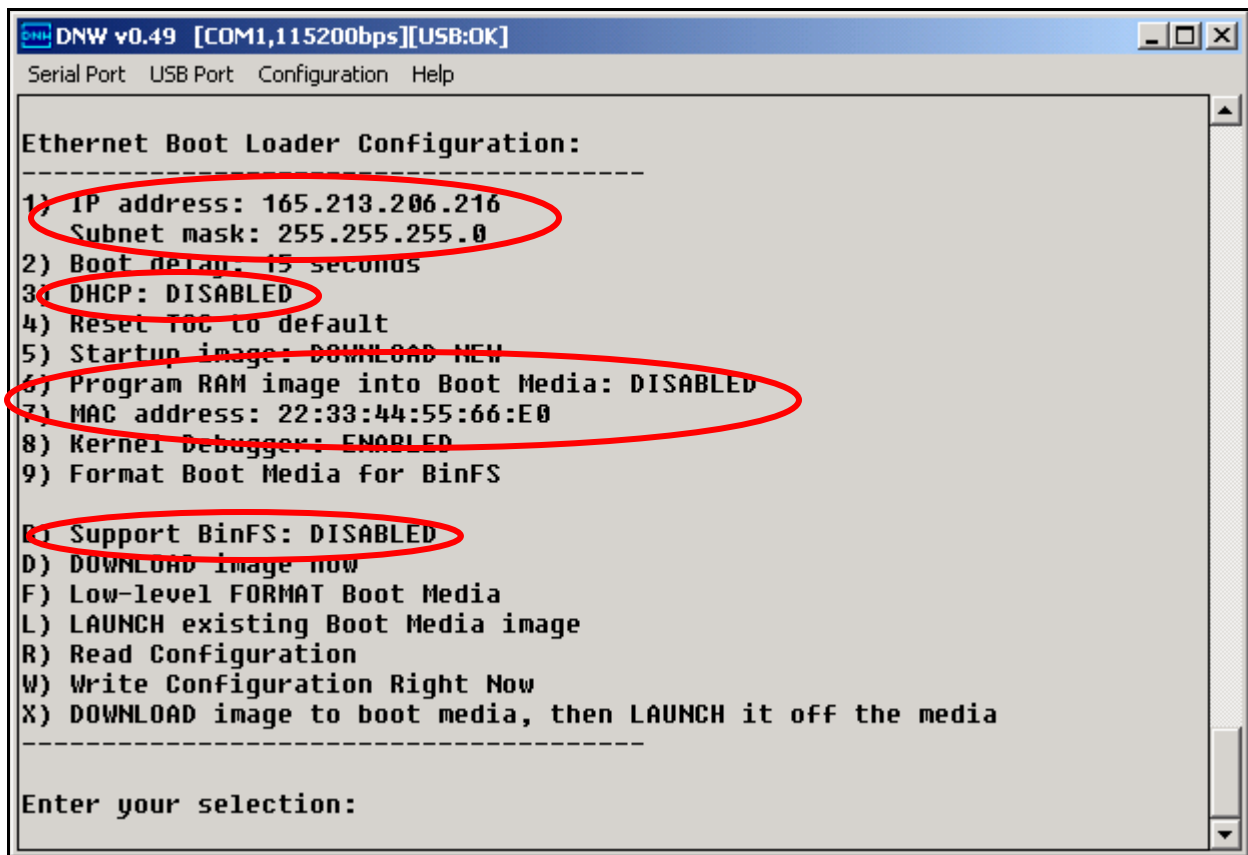 DNW DNW v0.49 [COM1,115200bps][USB:OK]
Serial Port USB Port Configuration Help
Ethernet Boot Loader Configuration:
---------------------------------------
1) IP address: 165.213.206.216
Subnet mask: 255.255.255.0
2) Boot delay: 15 seconds
3) DHCP: DISABLED
4) Reset TOC to default
5) Startup image: DOWNLOAD NEW
6) Program RAM image into Boot Media: DISABLED
7) MAC address: 22:33:44:55:66:E0
8) Kernel Debugger: ENABLED
9) Format Boot Media for BinFS
B) Support BinFS: DISABLED
D) DOWNLOAD image now
F) Low-level FORMAT Boot Media
L) LAUNCH existing Boot Media image
R) Read Configuration
W) Write Configuration Right Now
X) DOWNLOAD image to boot media, then LAUNCH it off the media
---------------------------------------
Enter your selection: